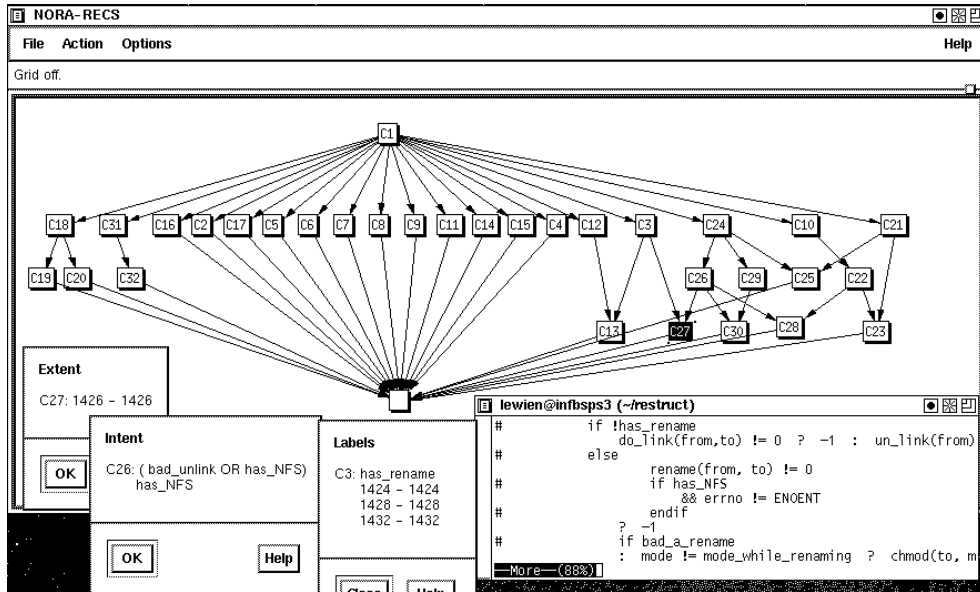 NORA-RECS
File Action Options Help
Grid off.
C1
C18 C31 C16 C2 C17 C5 C6 C7 C8 C9 C11 C14 C15 C4 C12 C3 C24 C10 C21
C19 C20 C32 C26 C29 C25 C22
C13 C27 C30 C28 C23
Extent
C27: 1426 - 1426
OK
Intent
C26: ( bad_unlink OR has_NFS)
has_NFS
OK Help
Labels
C3: has_rename
1424 - 1424
1428 - 1428
1432 - 1432
Close Help
lewien@infbsps3 (~/restruct)
# if !has_rename
do_link(from,to) != 0 ? -1 : un_link(from)
# else
rename(from, to) != 0
# if has_NFS
&& errno != ENOENT
# endif
? -1
# if bad_a_rename
: mode != mode_while_renaming ? chmod(to, m
--More--(88%)